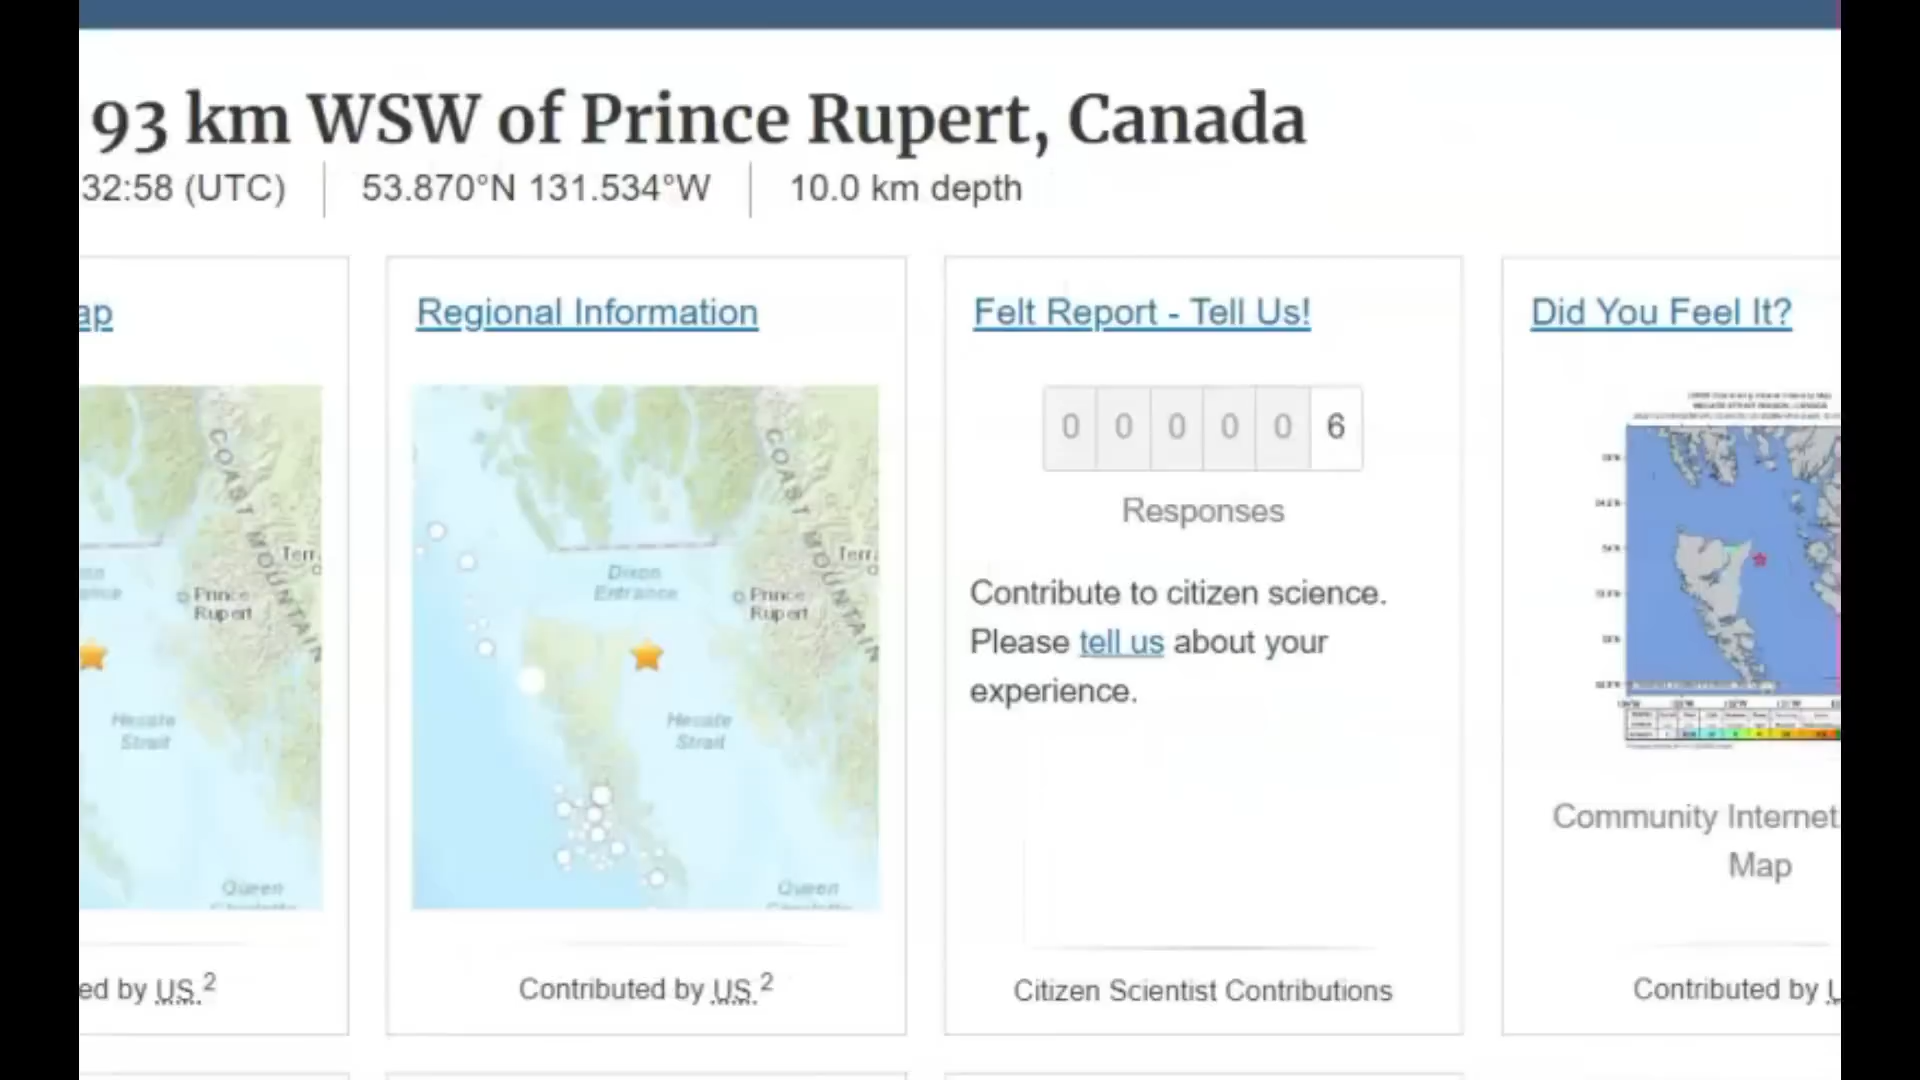 93 km WSW of Prince Rupert, Canada
32:58 (UTC)
53.870°N 131.534°W
10.0 km depth
ap
COAST MOUNTAIN
Prince
Rupert
Hecate
Strait
Queen
ed by US.2
Regional Information
COAST MOUNTAIN
Dixon
Entrance
Prince
Rupert
Hecate
Strait
Queen
Contributed by US.2
Felt Report - Tell Us!
0 0 0 0 0 6
Responses
Contribute to citizen science.
Please tell us about your
experience.
Citizen Scientist Contributions
Did You Feel It?
Community Internet
Map
Contributed by U